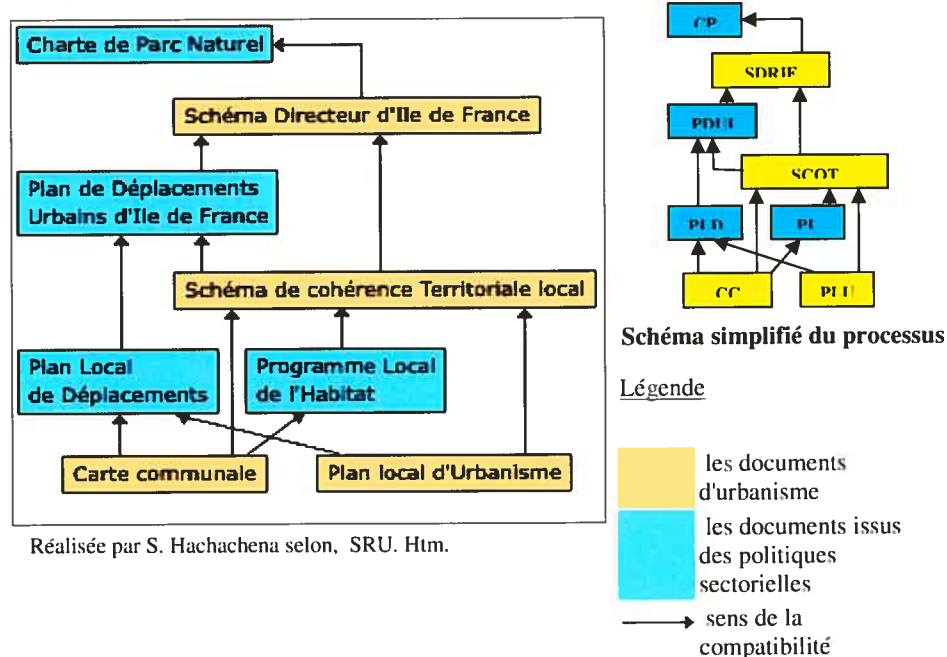 Charte de Parc Naturel
Schéma Directeur d'Ile de France
Plan de Déplacements
Urbains d'Ile de France
Schéma de cohérence Territoriale local
Plan Local
de Déplacements
Programme Local
de l'Habitat
Carte communale
Plan local d'Urbanisme
Réalisée par S. Hachachena selon, SRU. Htm.
CP
SDRIF
SCOT
PLD
CC
Schéma simplifié du processus
Légende
les documents
d'urbanisme
les documents issus
des politiques
sectorielles
sens de la
compatibilité